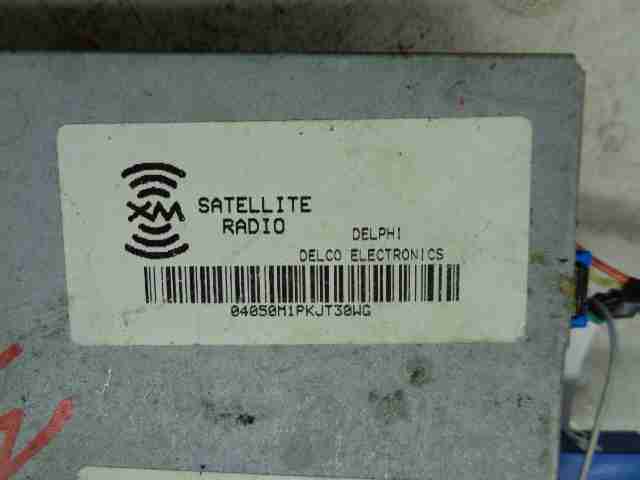 XM
SATELLITE
RADIO
DELPHI
DELCO ELECTRONICS
04050M1PKJT30WG